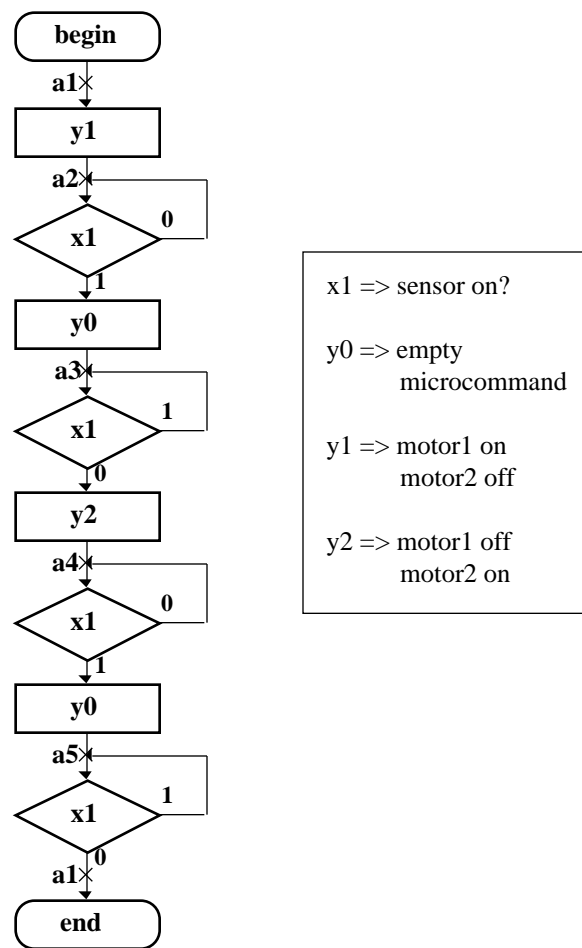 begin
a1
y1
a2
0
x1
1
y0
a3
1
x1
0
y2
a4
0
x1
1
y0
a5
1
x1
0
a1
end
x1 => sensor on?
y0 => empty
microcommand
y1 => motor1 on
motor2 off
y2 => motor1 off
motor2 on